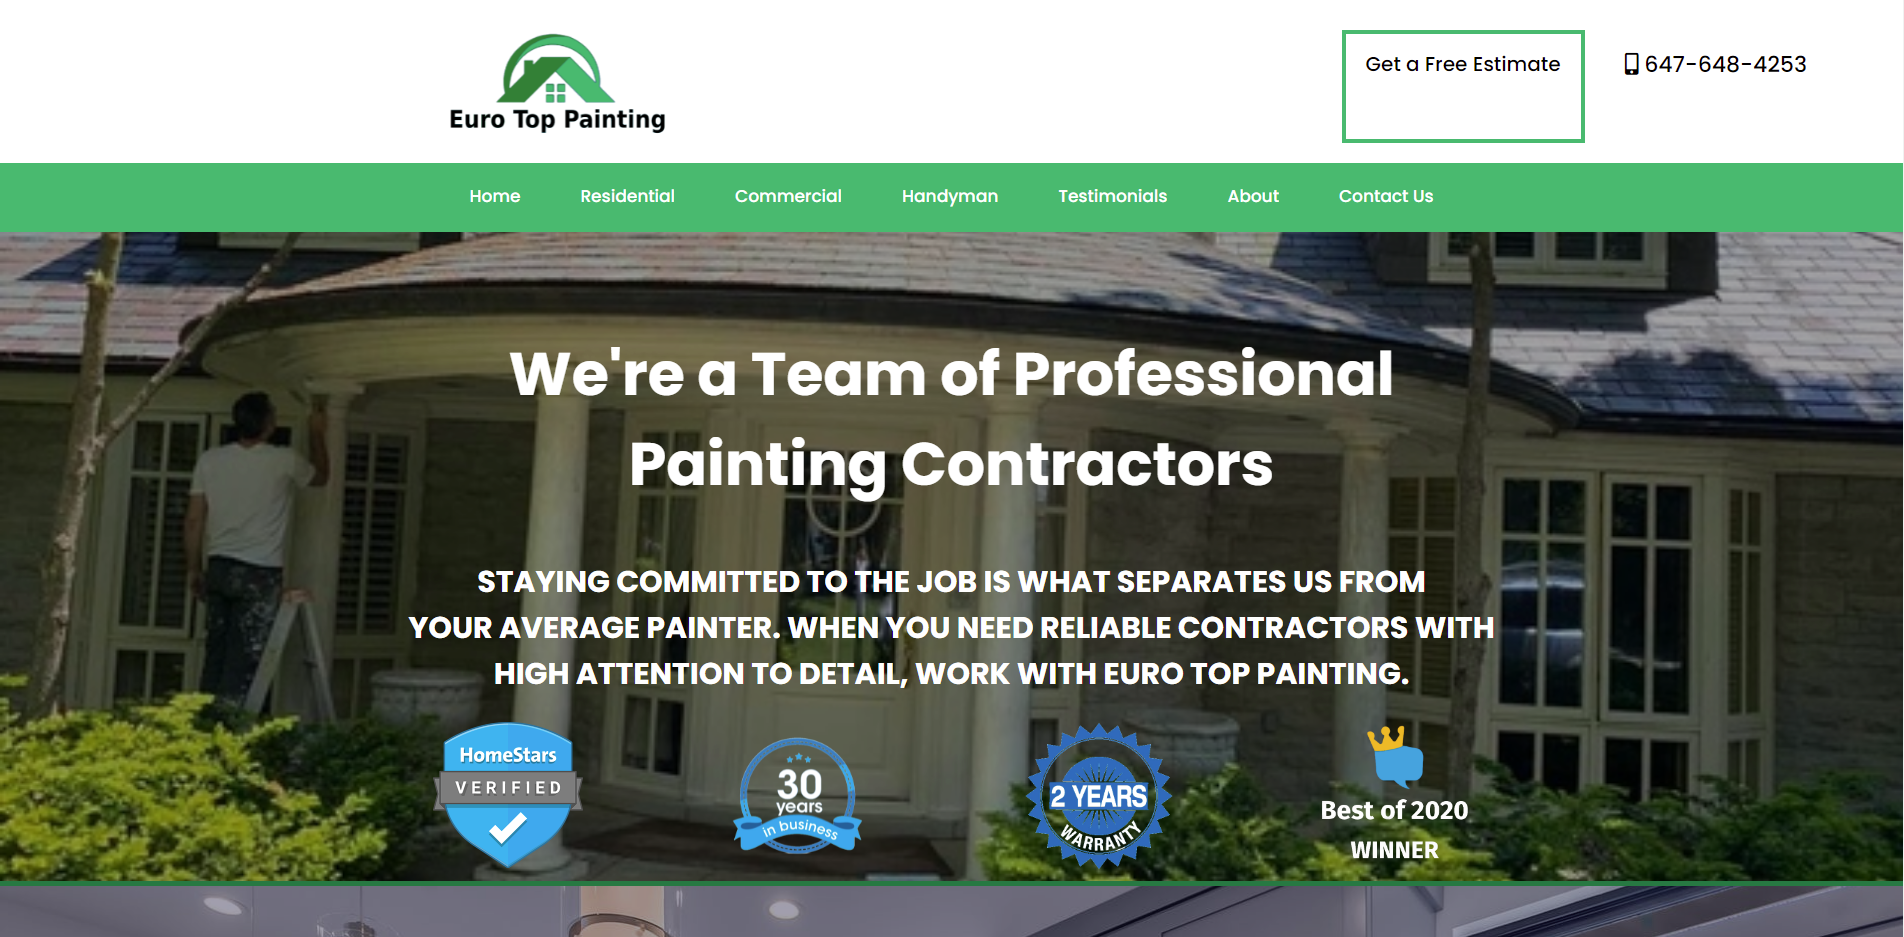 Euro Top Painting
Get a Free Estimate
647-648-4253
Home
Residential
Commercial
Handyman
Testimonials
About
Contact Us
We're a Team of Professional
Painting Contractors
STAYING COMMITTED TO THE JOB IS WHAT SEPARATES US FROM
YOUR AVERAGE PAINTER. WHEN YOU NEED RELIABLE CONTRACTORS WITH
HIGH ATTENTION TO DETAIL, WORK WITH EURO TOP PAINTING.
HomeStars
VERIFIED
30
years
in business
2 YEARS
WARRANTY
Best of 2020
WINNER